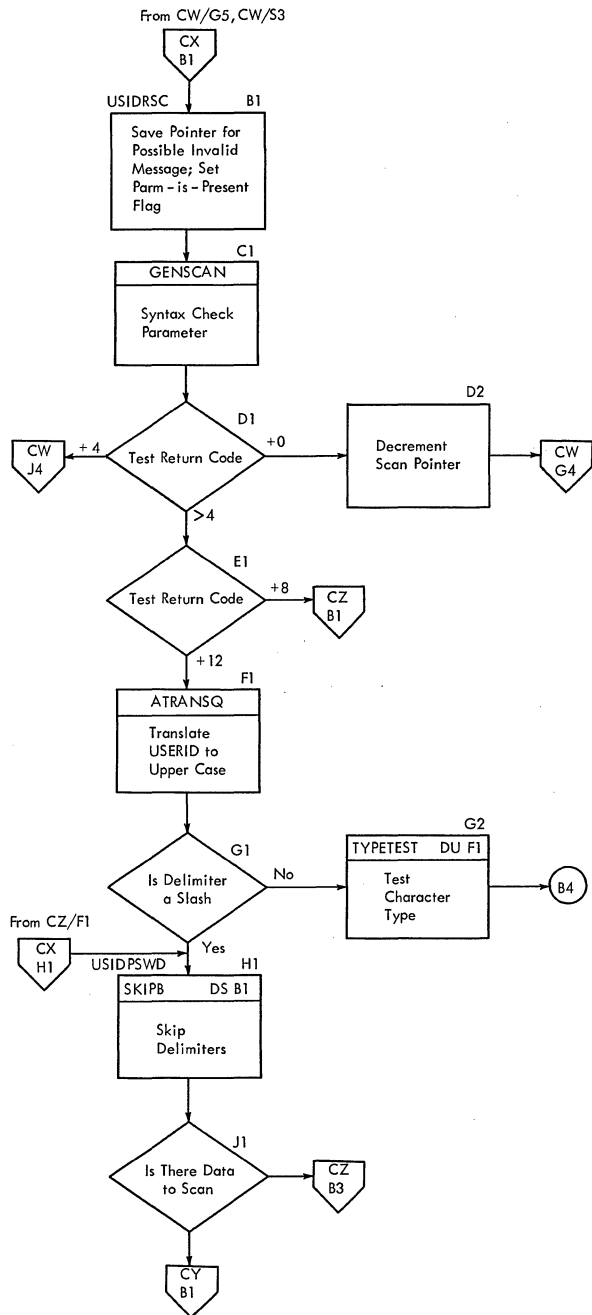 From CW/G5, CW/S3
CX
B1
USIDRSC
B1
Save Pointer for
Possible Invalid
Message; Set
Parm - is - Present
Flag
C1
GENSCAN
Syntax Check
Parameter
D1
D2
CW
J4
+ 4
Test Return Code
+0
Decrement
Scan Pointer
CW
G4
>4
E1
Test Return Code
+8
CZ
B1
+12
F1
ATRANSQ
Translate
USERID to
Upper Case
G1
G2
Is Delimiter
a Slash
No
TYPETEST DU F1
Test
Character
Type
B4
From CZ/F1
CX
H1
Yes
USIDPSWD
H1
SKIPB DS B1
Skip
Delimiters
J1
Is There Data
to Scan
CZ
B3
CY
B1